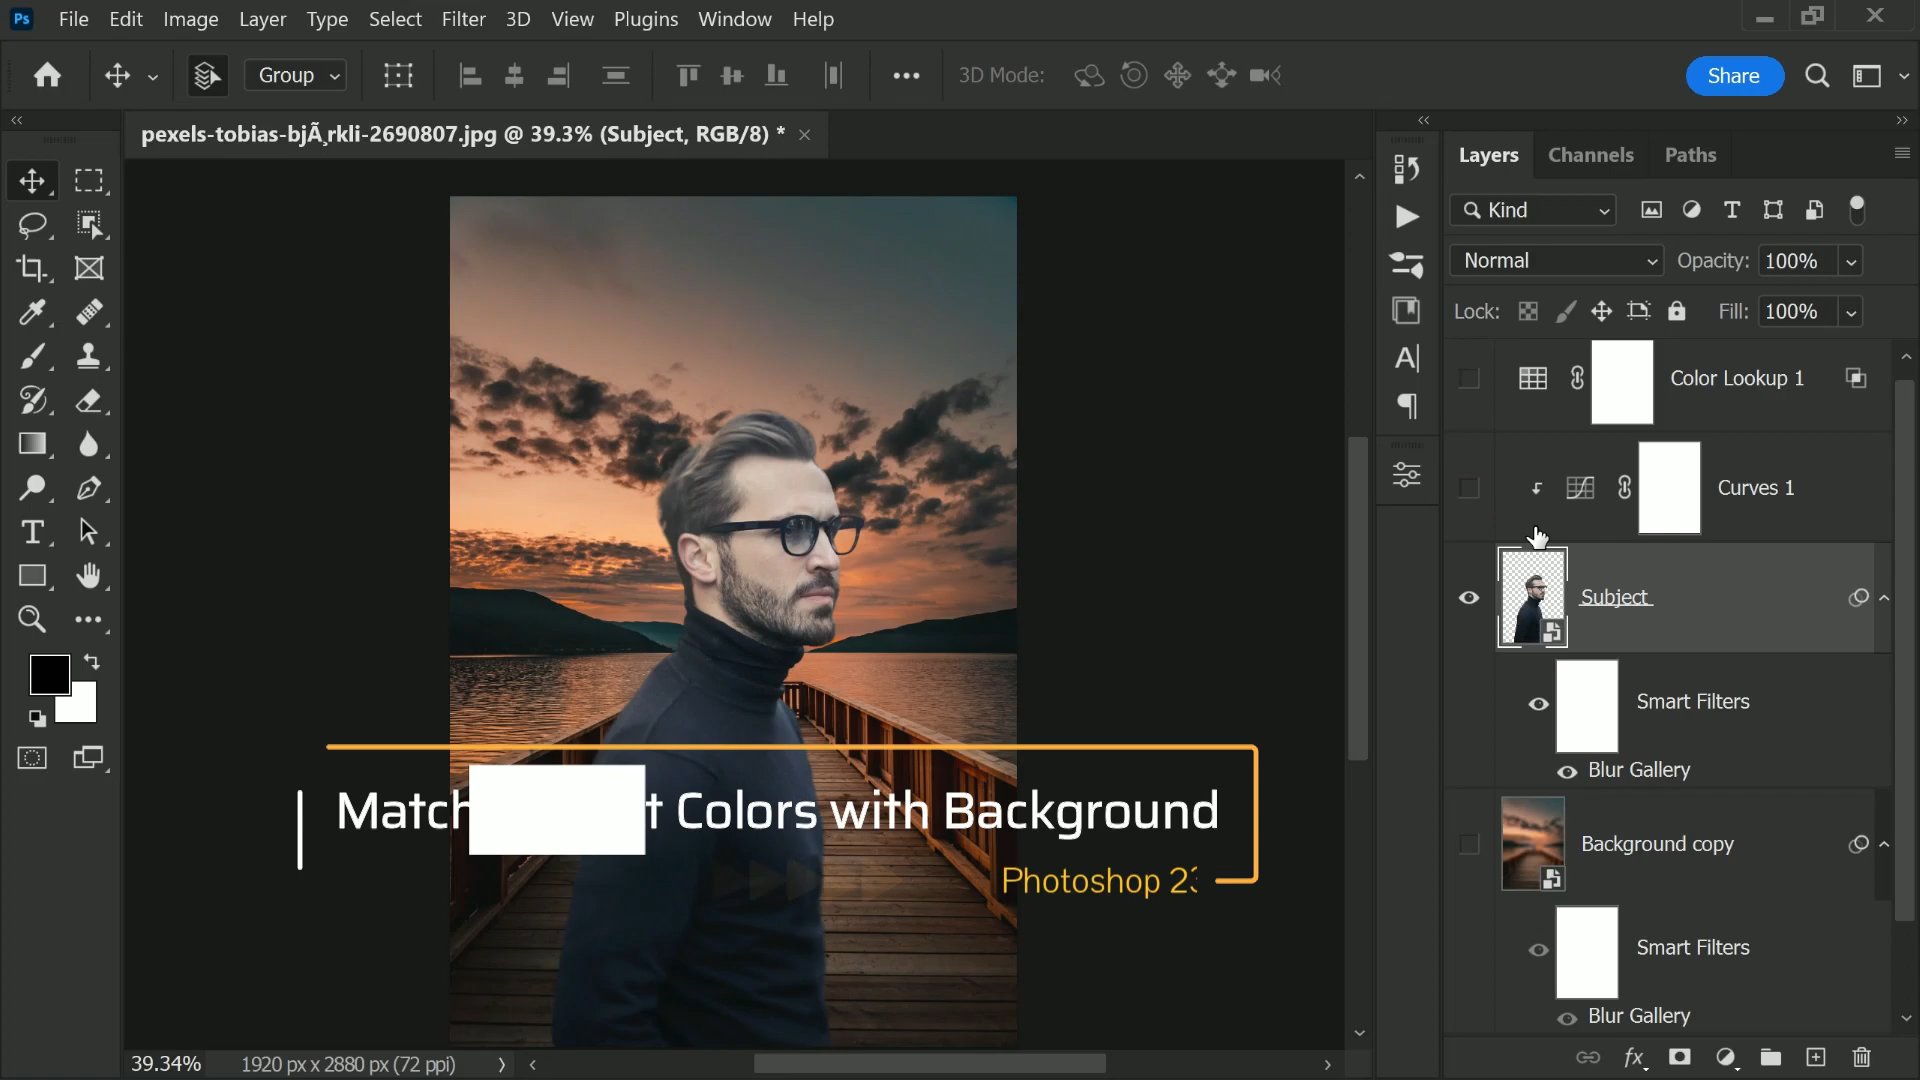 Ps File Edit Image Layer Type Select Filter 3D View Plugins Window Help
Group 3D Mode: Share
pexels-tobias-bjÃ¸rkli-2690807.jpg @ 39.3% (Subject, RGB/8) *
Layers Channels Paths
Kind
Normal Opacity: 100%
Lock: Fill: 100%
Color Lookup 1
Curves 1
Subject
Smart Filters
Blur Gallery
Background copy
Smart Filters
Blur Gallery
Match t Colors with Background
Photoshop 23
39.34% 1920 px x 2880 px (72 ppi)
fx